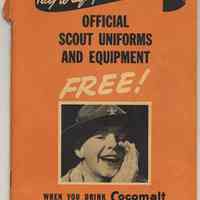 OFFICIAL
SCOUT UNIFORMS
AND EQUIPMENT
FREE!
WHEN YOU DRINK Cocomalt